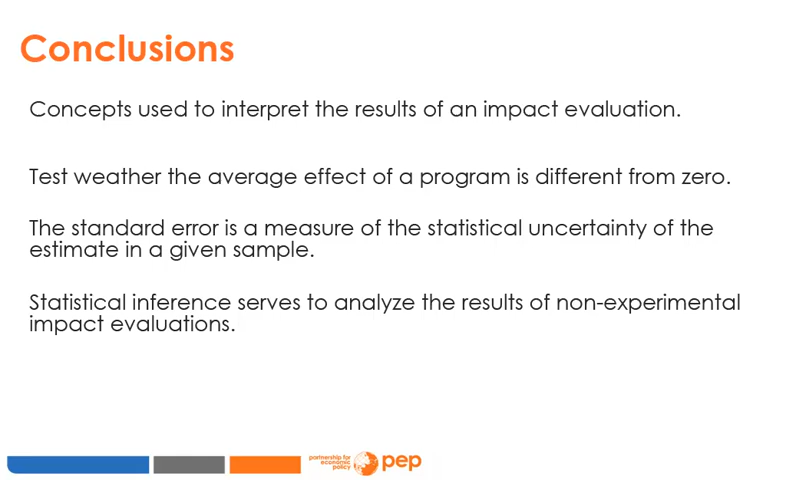 Conclusions
Concepts used to interpret the results of an impact evaluation.
Test weather the average effect of a program is different from zero.
The standard error is a measure of the statistical uncertainty of the
estimate in a given sample.
Statistical inference serves to analyze the results of non-experimental
impact evaluations.
partnership for
economic
policy
pep